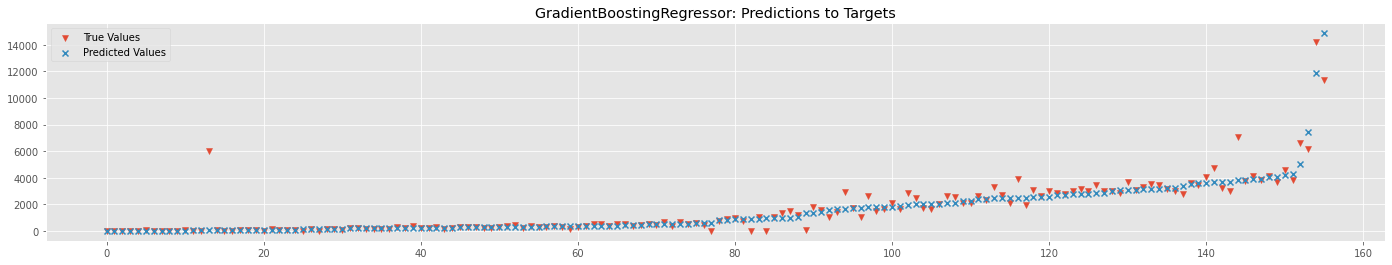 GradientBoostingRegressor: Predictions to Targets
True Values
Predicted Values
14000
12000
10000
8000
6000
4000
2000
0
0 20 40 60 80 100 120 140 160